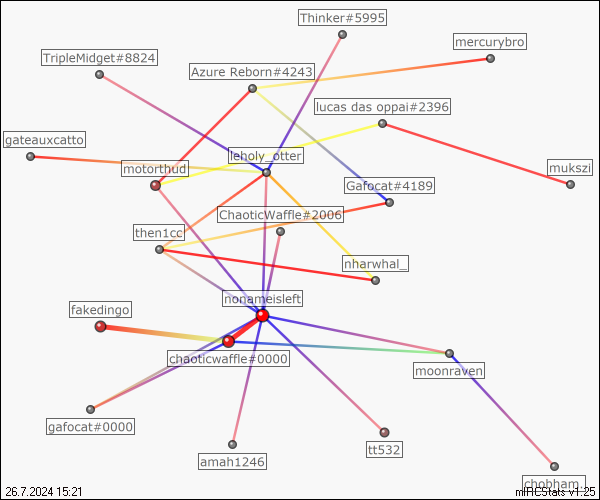 Thinker#5995
mercurybro
TripleMidget#8824
Azure Reborn#4243
lucas das oppai#2396
gateauxcatto
leholy_otter
motorthud
mukszi
Gafocat#4189
ChaoticWaffle#2006
then1cc
nharwhal_
nonameisleft
fakedingo
chaoticwaffle#0000
moonraven
gafocat#0000
tt532
amah1246
chobham_
26.7.2024 15:21
mIRCStats v1.25